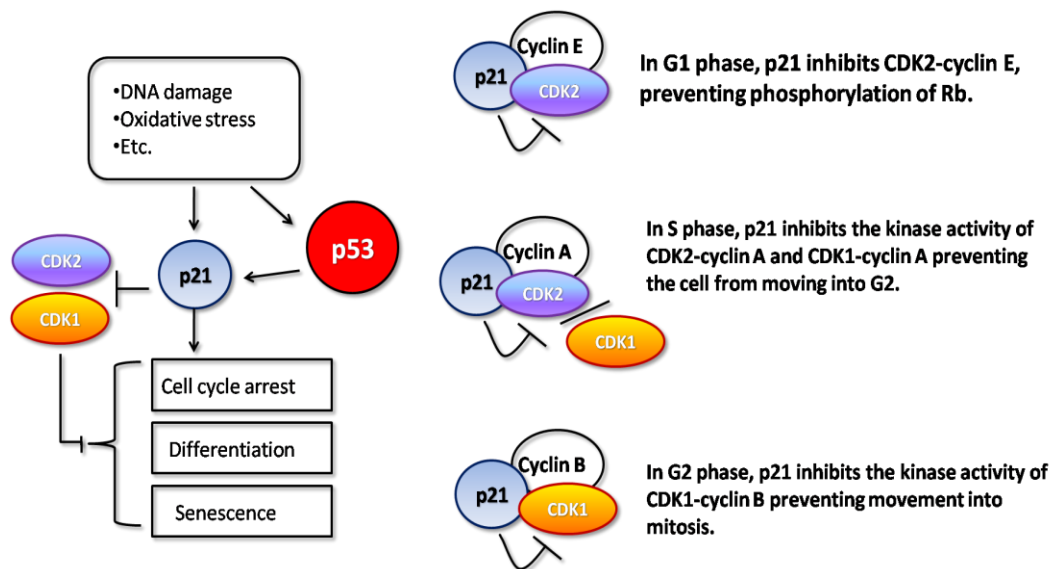 •DNA damage
•Oxidative stress
•Etc.
p53
CDK2
p21
CDK1
Cell cycle arrest
Differentiation
Senescence
Cyclin E
p21
CDK2
In G1 phase, p21 inhibits CDK2-cyclin E,
preventing phosphorylation of Rb.
Cyclin A
p21
CDK2
CDK1
In S phase, p21 inhibits the kinase activity of
CDK2-cyclin A and CDK1-cyclin A preventing
the cell from moving into G2.
Cyclin B
p21
CDK1
In G2 phase, p21 inhibits the kinase activity of
CDK1-cyclin B preventing movement into
mitosis.